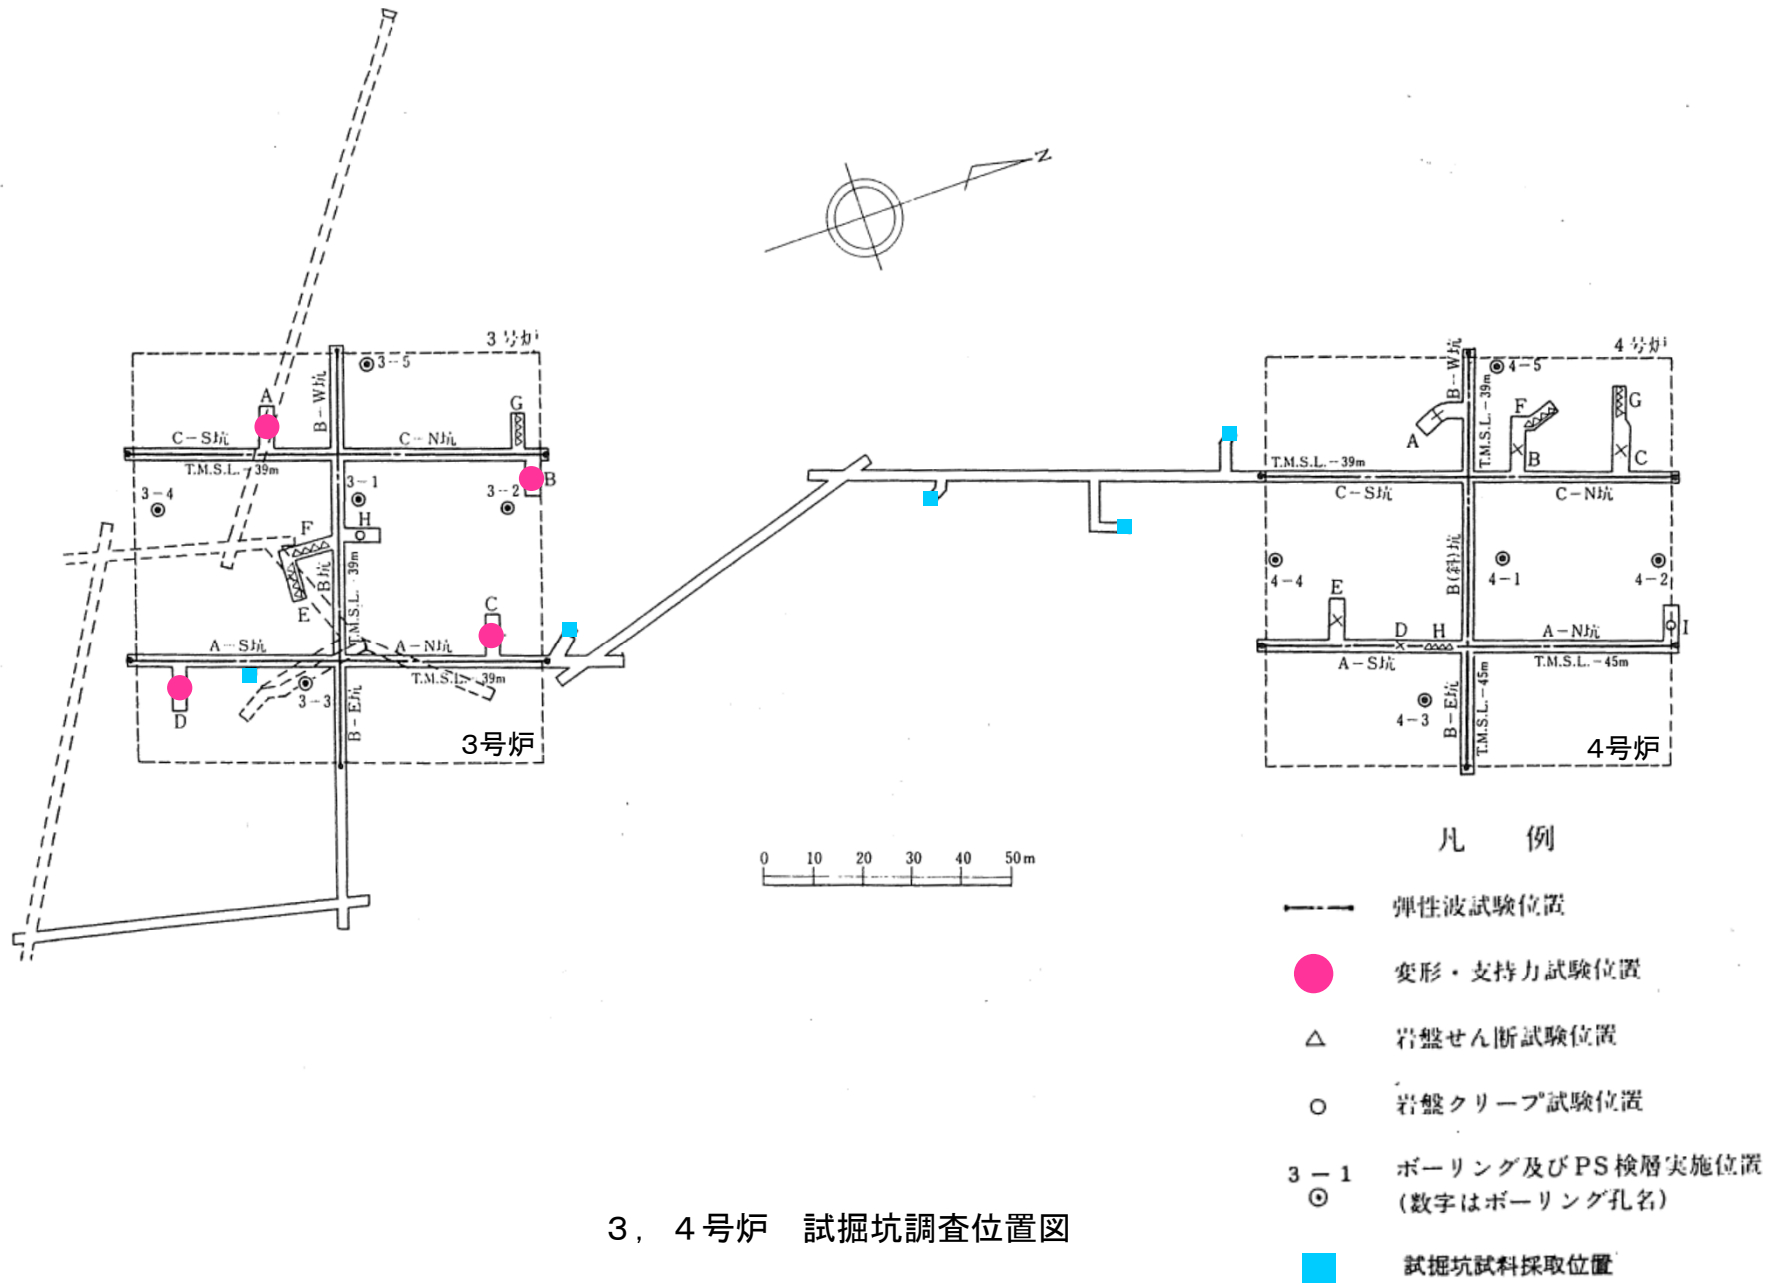 N
3号炉
3-5
B-W坑
A
G
C-S坑
C-N坑
T.M.S.L.-39m
B
3-1
3-2
3-4
H
F
B坑
T.M.S.L.-39m
E
C
A-S坑
A-N坑
T.M.S.L.-39m
3-3
D
B-E坑
3号炉
4号炉
4-5
B-W坑
T.M.S.L.-39m
G
F
A
B
C
T.M.S.L.-39m
C-S坑
C-N坑
B(斜)坑
4-4
4-1
4-2
E
D
H
A-N坑
I
A-S坑
T.M.S.L.-45m
4-3
B-E坑
T.M.S.L.-45m
4号炉
0 10 20 30 40 50m
凡 例
弾性波試験位置
変形・支持力試験位置
岩盤せん断試験位置
岩盤クリープ試験位置
3-1
ボーリング及びPS検層実施位置
(数字はボーリング孔名)
試掘坑試料採取位置
3,4号炉 試掘坑調査位置図